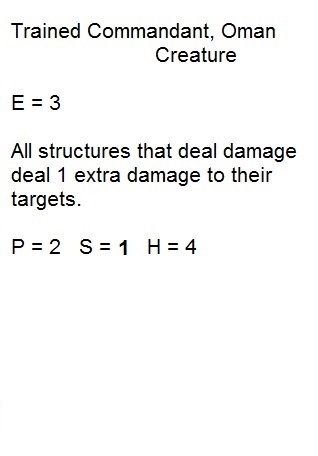 Trained Commandant, Oman
Creature
E = 3
All structures that deal damage
deal 1 extra damage to their
targets.
P = 2 S = 1 H = 4